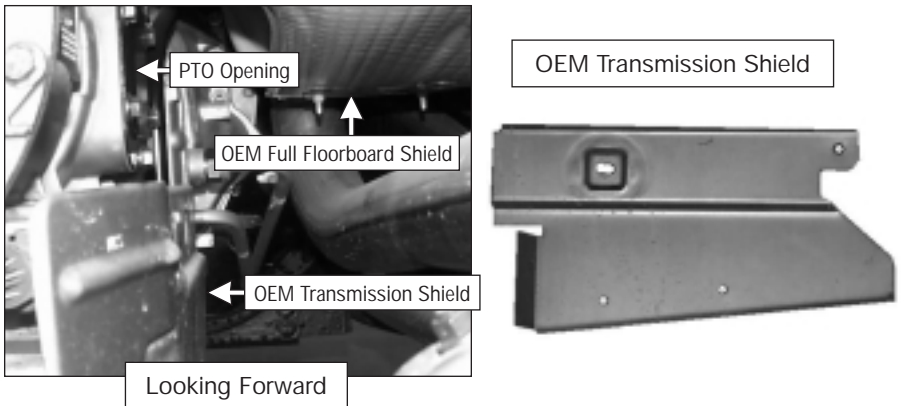 PTO Opening
OEM Full Floorboard Shield
OEM Transmission Shield
Looking Forward
OEM Transmission Shield